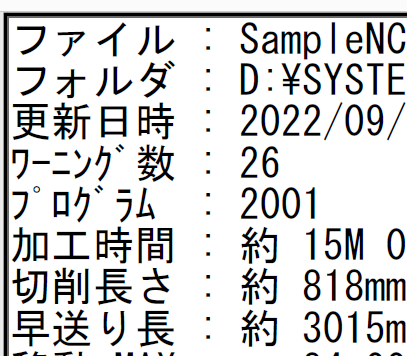 ファイル : SampleNC
フォルダ : D:¥SYSTE
更新日時 : 2022/09/
ﾜｰﾆﾝｸﾞ数 : 26
ﾌﾟﾛｸﾞﾗﾑ : 2001
加工時間 : 約 15M 0
切削長さ : 約 818mm
早送り長 : 約 3015m